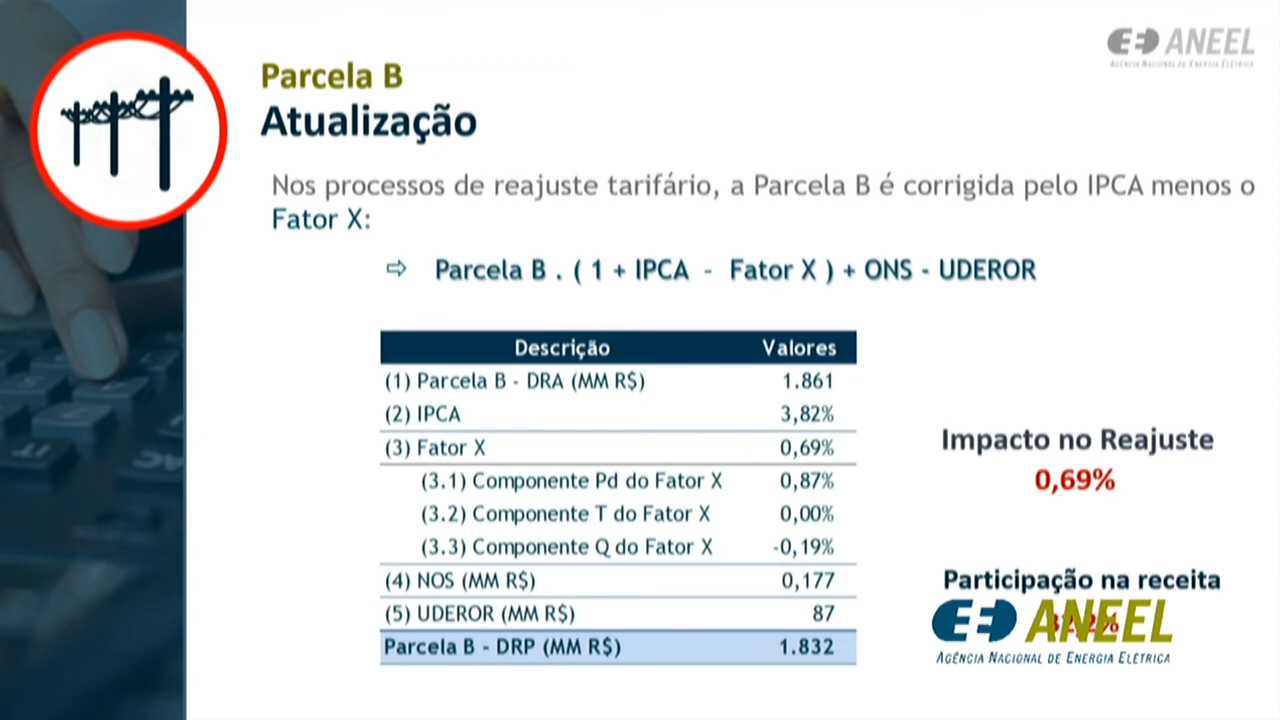 ANEEL
AGÊNCIA NACIONAL DE ENERGIA ELÉTRICA
Parcela B
Atualização
Nos processos de reajuste tarifário, a Parcela B é corrigida pelo IPCA menos o
Fator X:
⇨ Parcela B . ( 1 + IPCA - Fator X ) + ONS - UDEROR
Descrição Valores
(1) Parcela B - DRA (MM R$) 1.861
(2) IPCA 3,82%
(3) Fator X 0,69%
(3.1) Componente Pd do Fator X 0,87%
(3.2) Componente T do Fator X 0,00%
(3.3) Componente Q do Fator X -0,19%
(4) NOS (MM R$) 0,177
(5) UDEROR (MM R$) 87
Parcela B - DRP (MM R$) 1.832
Impacto no Reajuste
0,69%
Participação na receita
ANEEL
AGÊNCIA NACIONAL DE ENERGIA ELÉTRICA